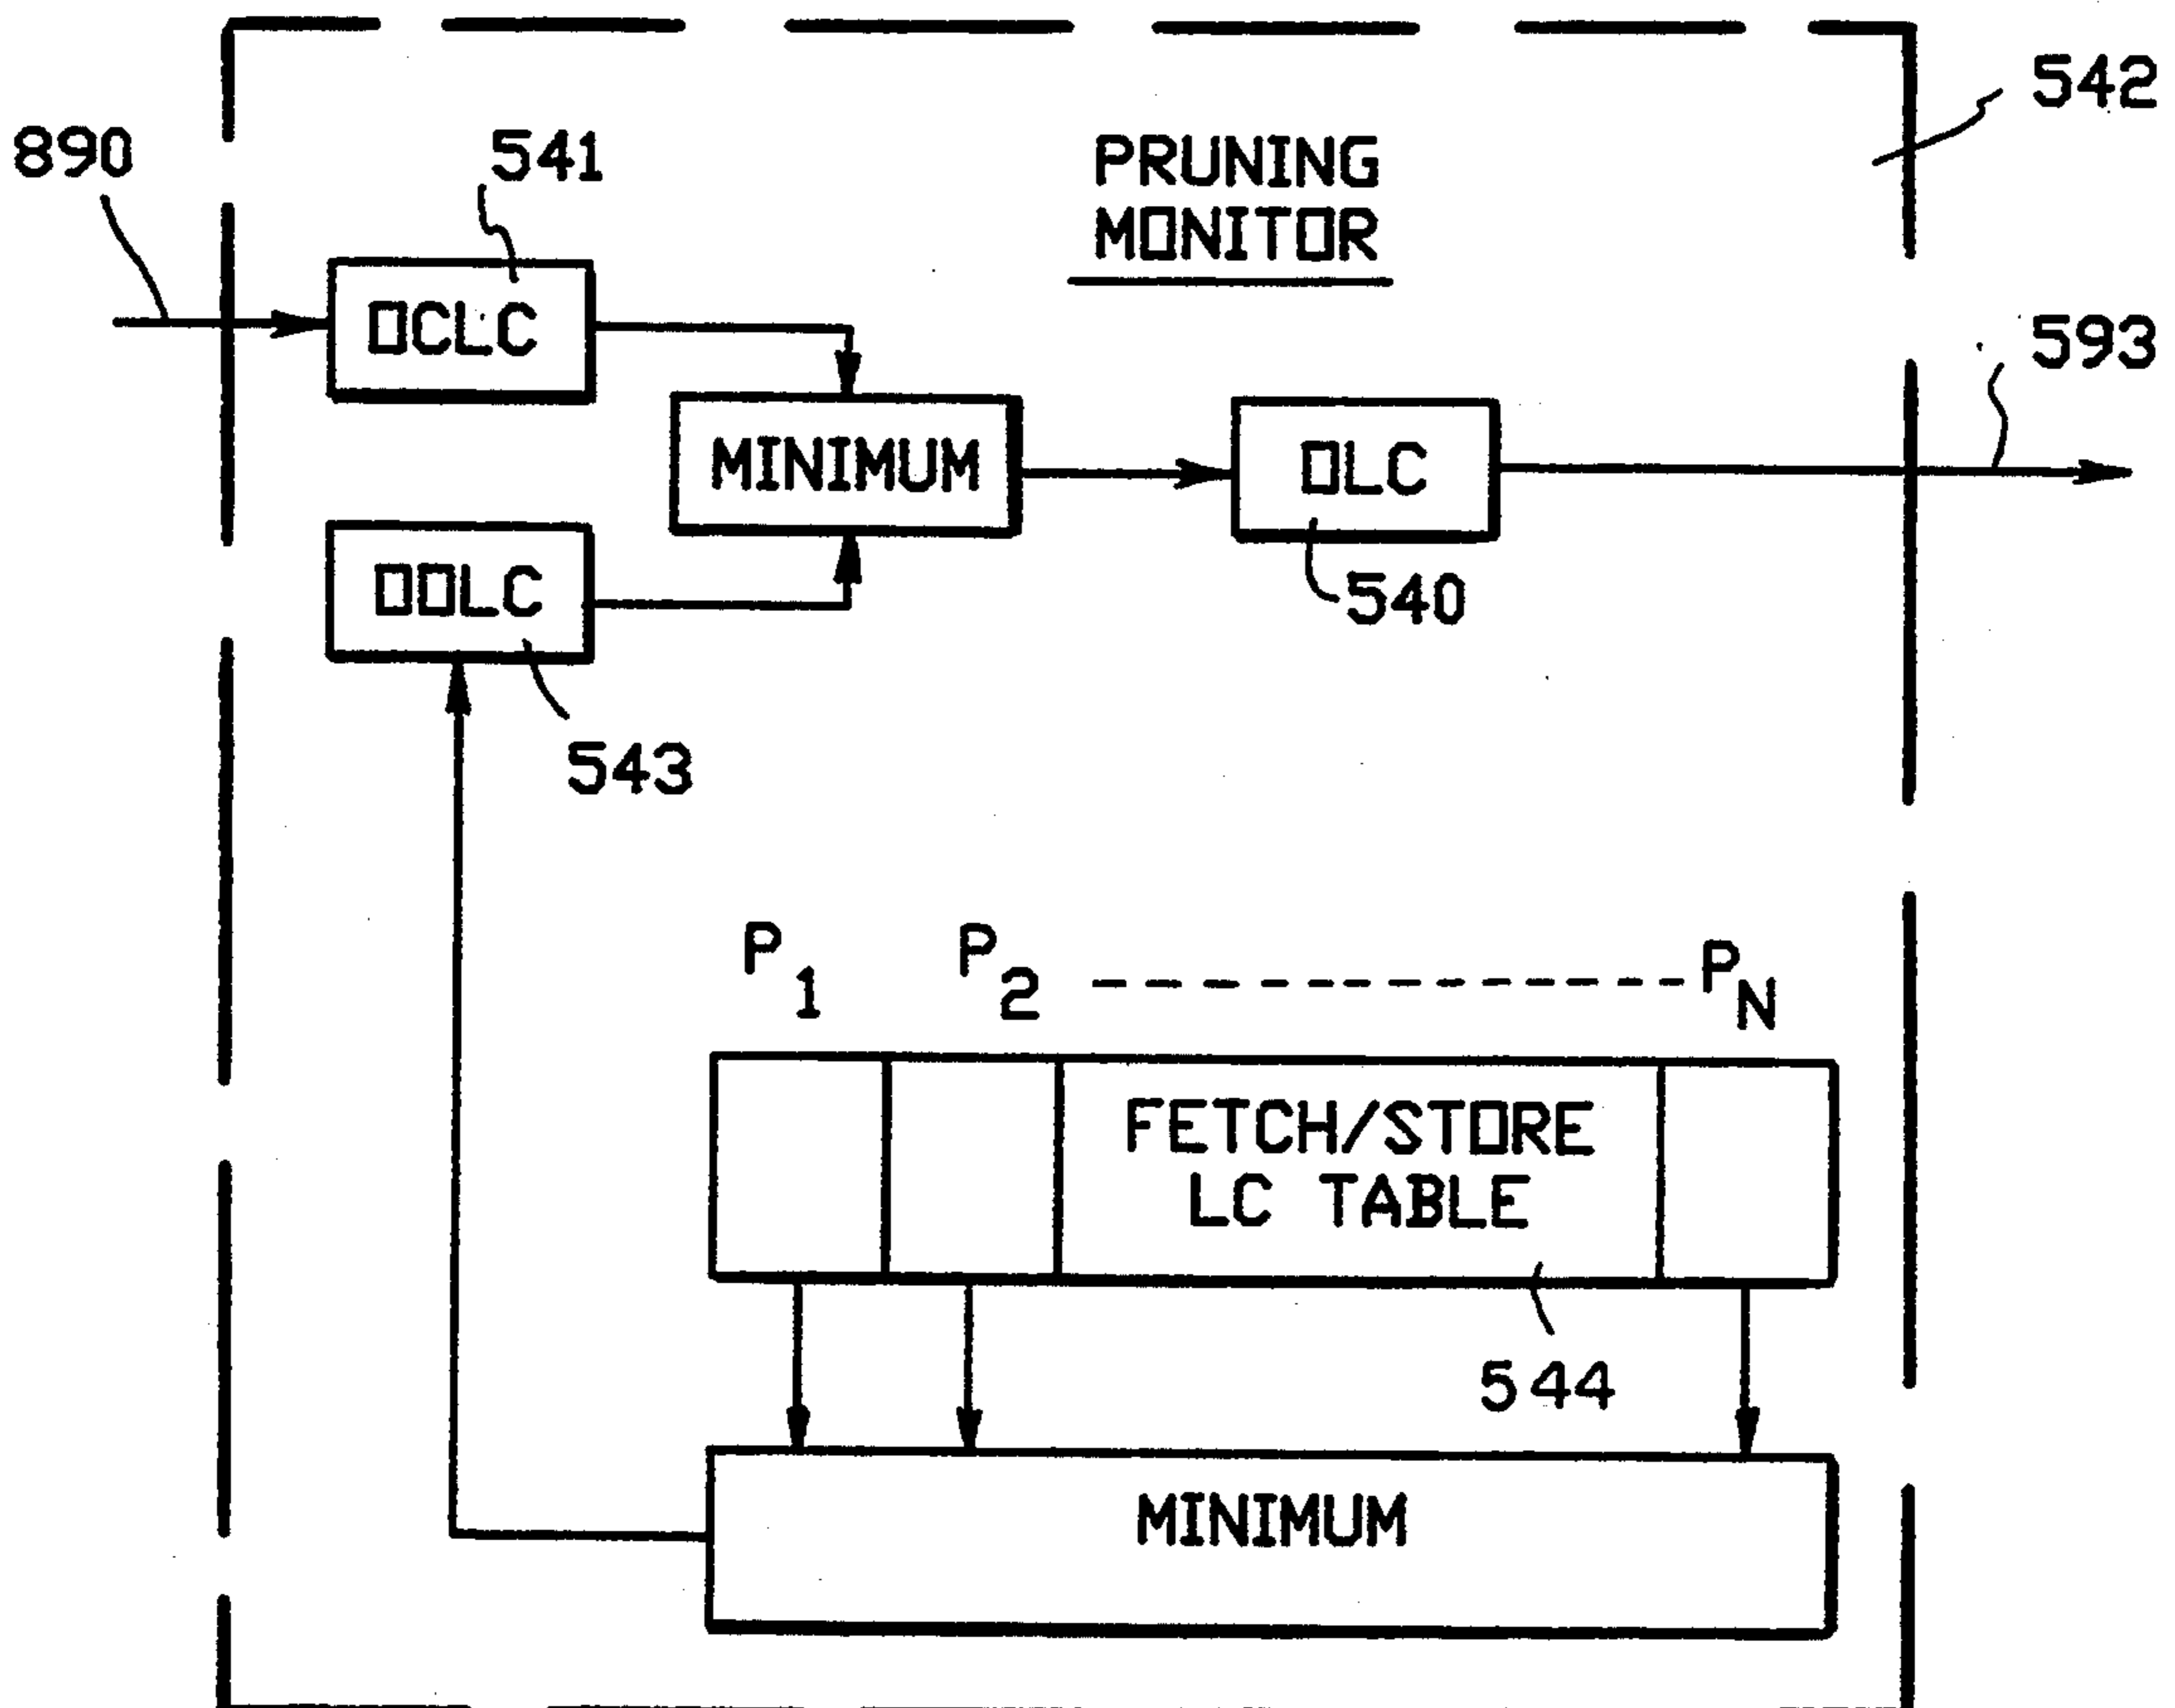 542
890
541
PRUNING
MONITOR
OCLC
593
MINIMUM
OLC
OOLC
540
543
P1 P2 PN
FETCH/STORE
LC TABLE
544
MINIMUM